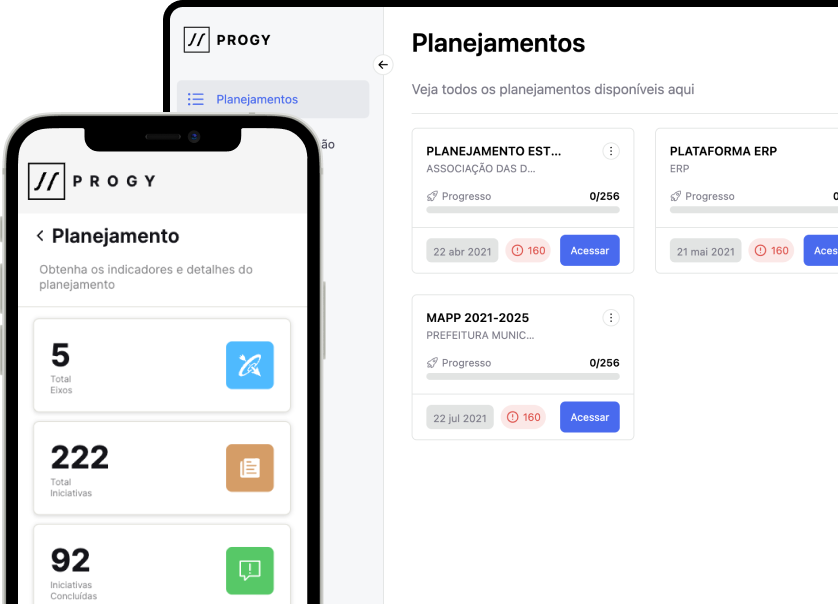 PROGY
Planejamentos
ão
Planejamentos
Veja todos os planejamentos disponíveis aqui
PLANEJAMENTO EST...
ASSOCIAÇÃO DAS D...
Progresso 0/256
22 abr 2021 160 Acessar
PLATAFORMA ERP
ERP
Progresso 0
21 mai 2021 160 Aces
MAPP 2021-2025
PREFEITURA MUNIC...
Progresso 0/256
22 jul 2021 160 Acessar
PROGY
Planejamento
Obtenha os indicadores e detalhes do
planejamento
5
Total
Eixos
222
Total
Iniciativas
92
Iniciativas
Concluídas